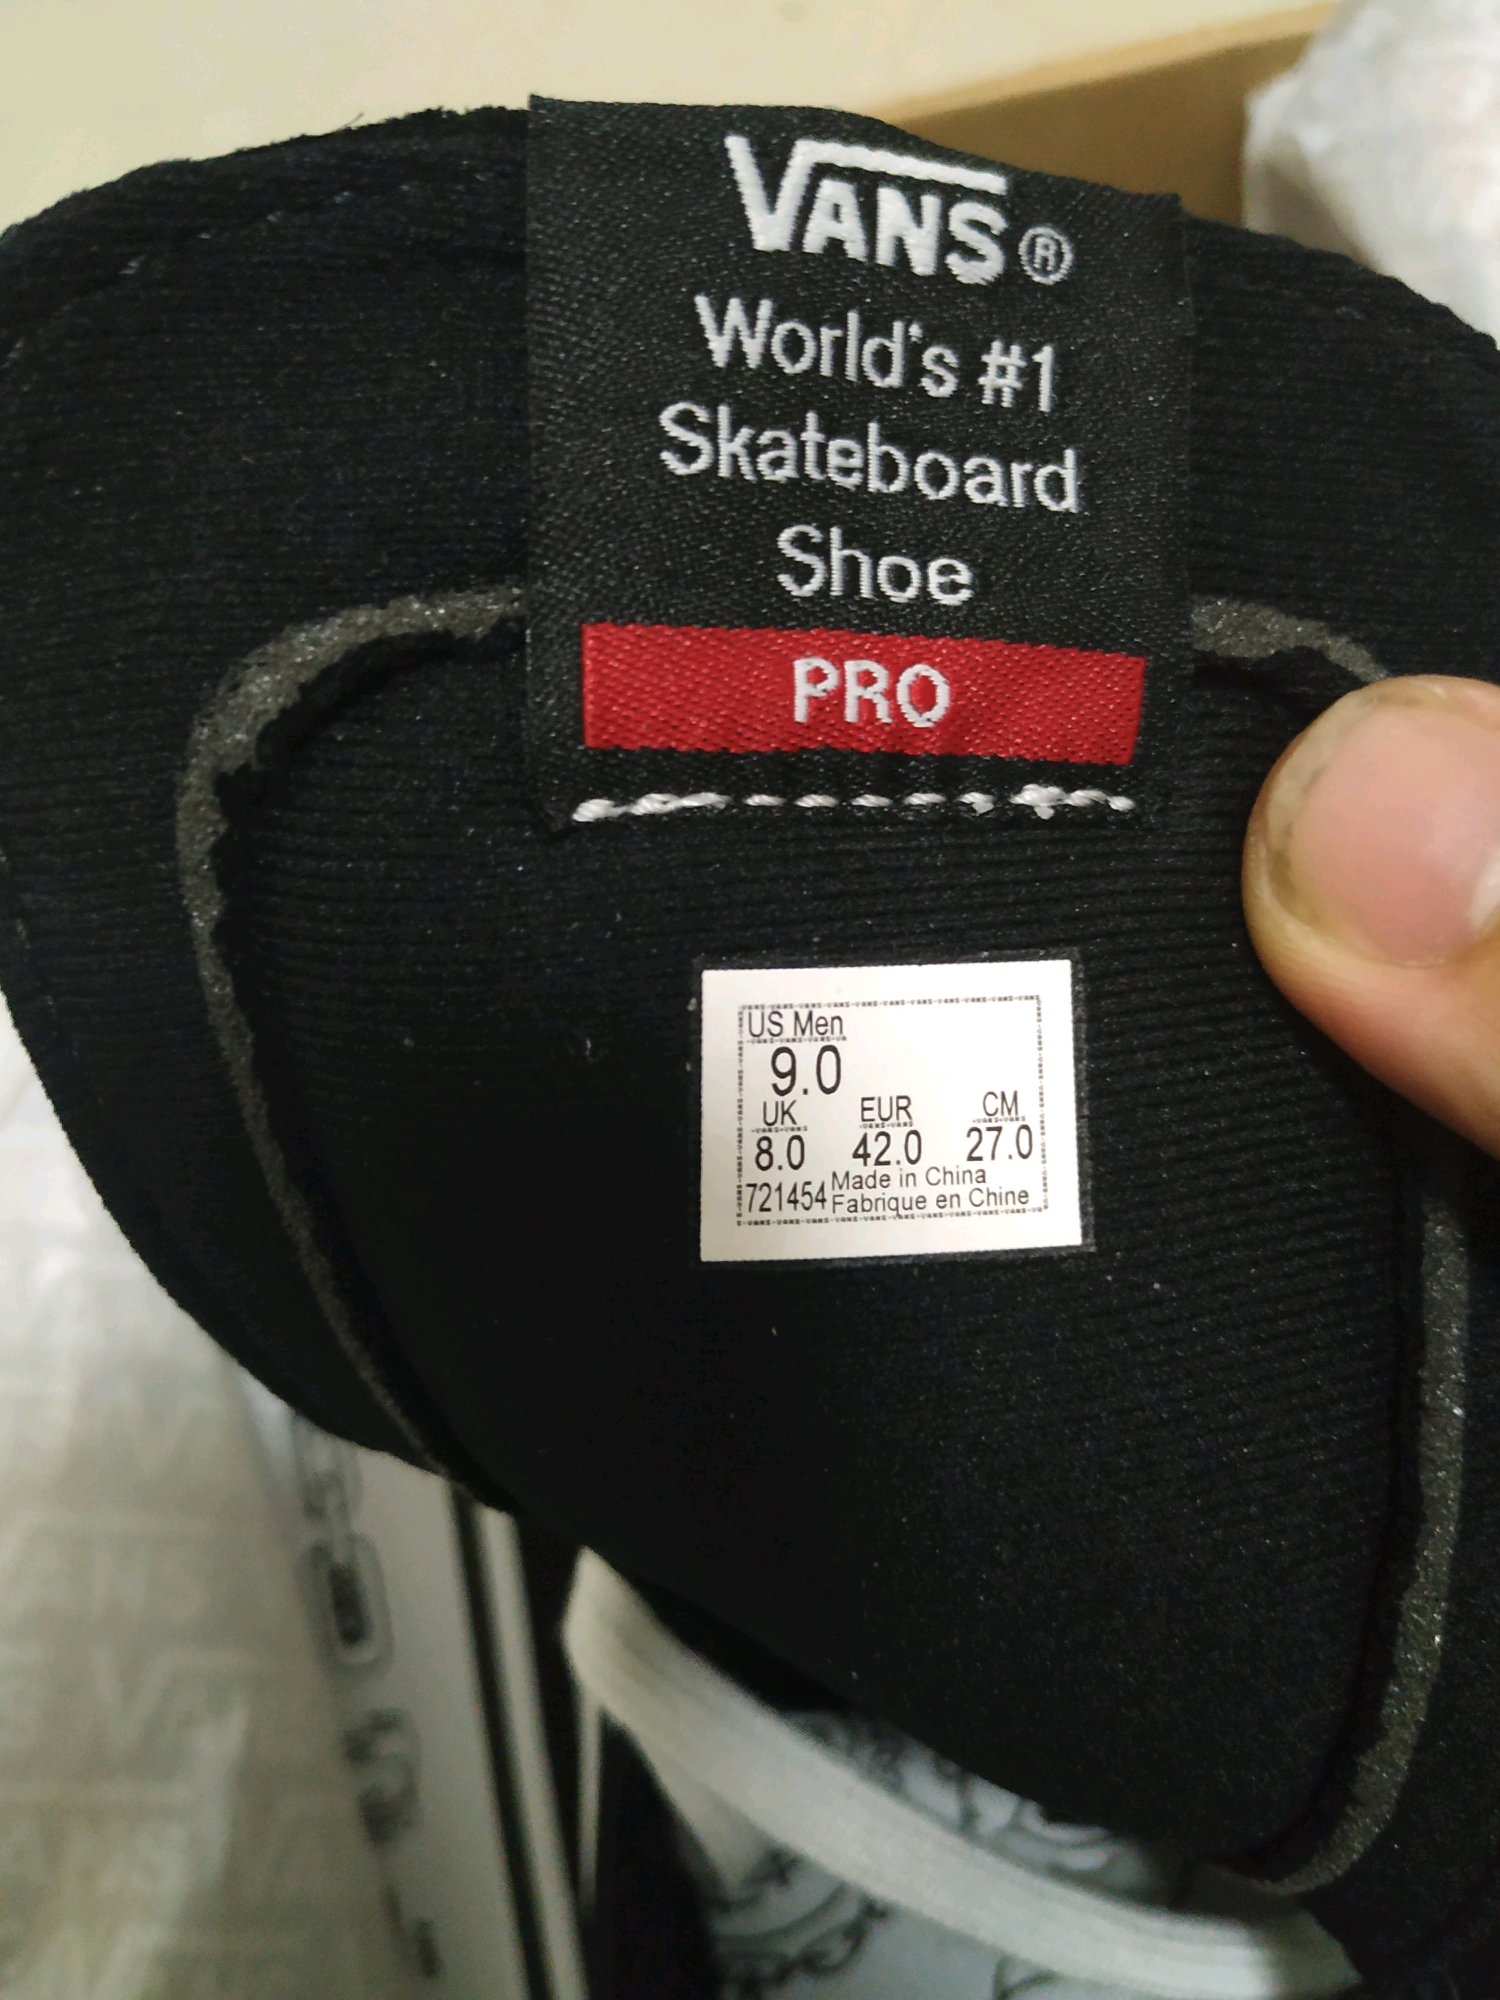 VANS®
World's #1
Skateboard
Shoe
PRO
US Men
9.0
UK EUR CM
8.0 42.0 27.0
721454 Made in China
Fabrique en Chine